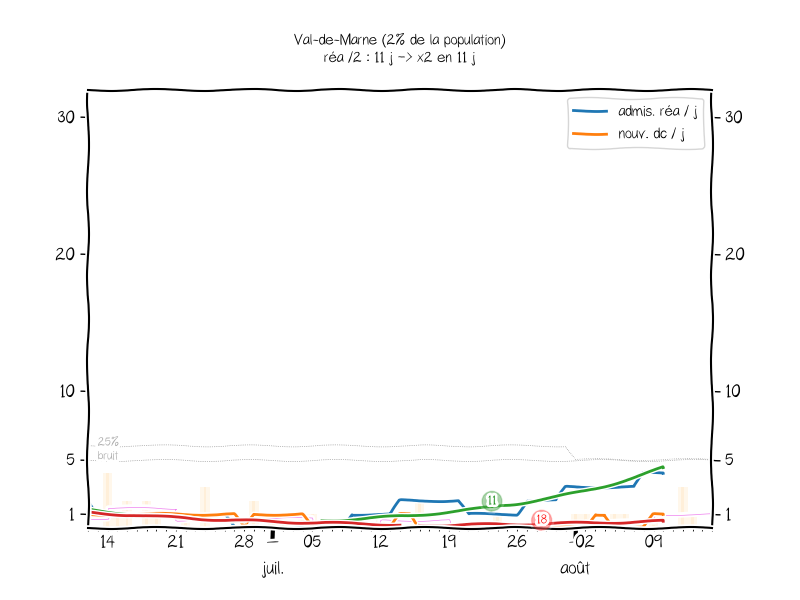 Val-de-Marne (2% de la population)
réa /2 : 11 j -> x2 en 11 j
admis. réa / j
nouv. dc / j
30
30
20
20
10
10
25%
bruit
5
5
11
18
1
1
14 21 28 05 12 19 26 02 09
juil. août